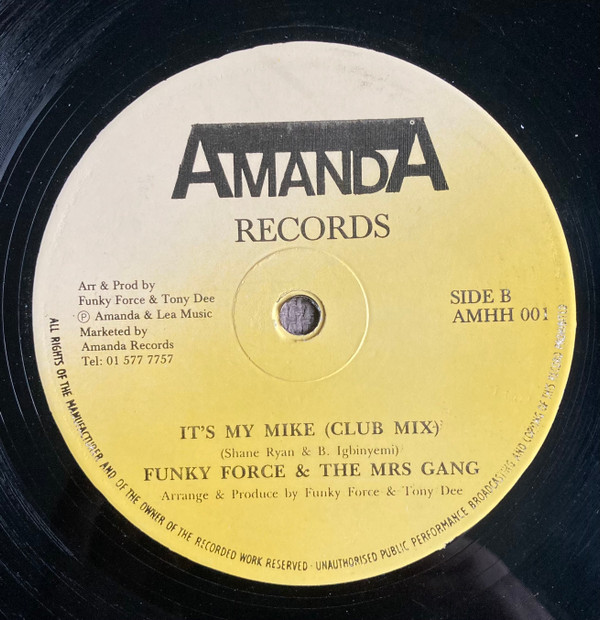 AMANDA
RECORDS
Arr & Prod by
Funky Force & Tony Dee
Ⓟ Amanda & Lea Music
Marketed by
Amanda Records
Tel: 01 577 7757
SIDE B
AMHH 001
IT'S MY MIKE (CLUB MIX)
(Shane Ryan & B. Igbinyemi)
FUNKY FORCE & THE MRS GANG
Arrange & Produce by Funky Force & Tony Dee
ALL RIGHTS OF THE MANUFACTURER AND OF THE OWNER OF THE RECORDED WORK RESERVED · UNAUTHORISED PUBLIC PERFORMANCE BROADCASTING AND COPYING OF THIS RECORD PROHIBITED